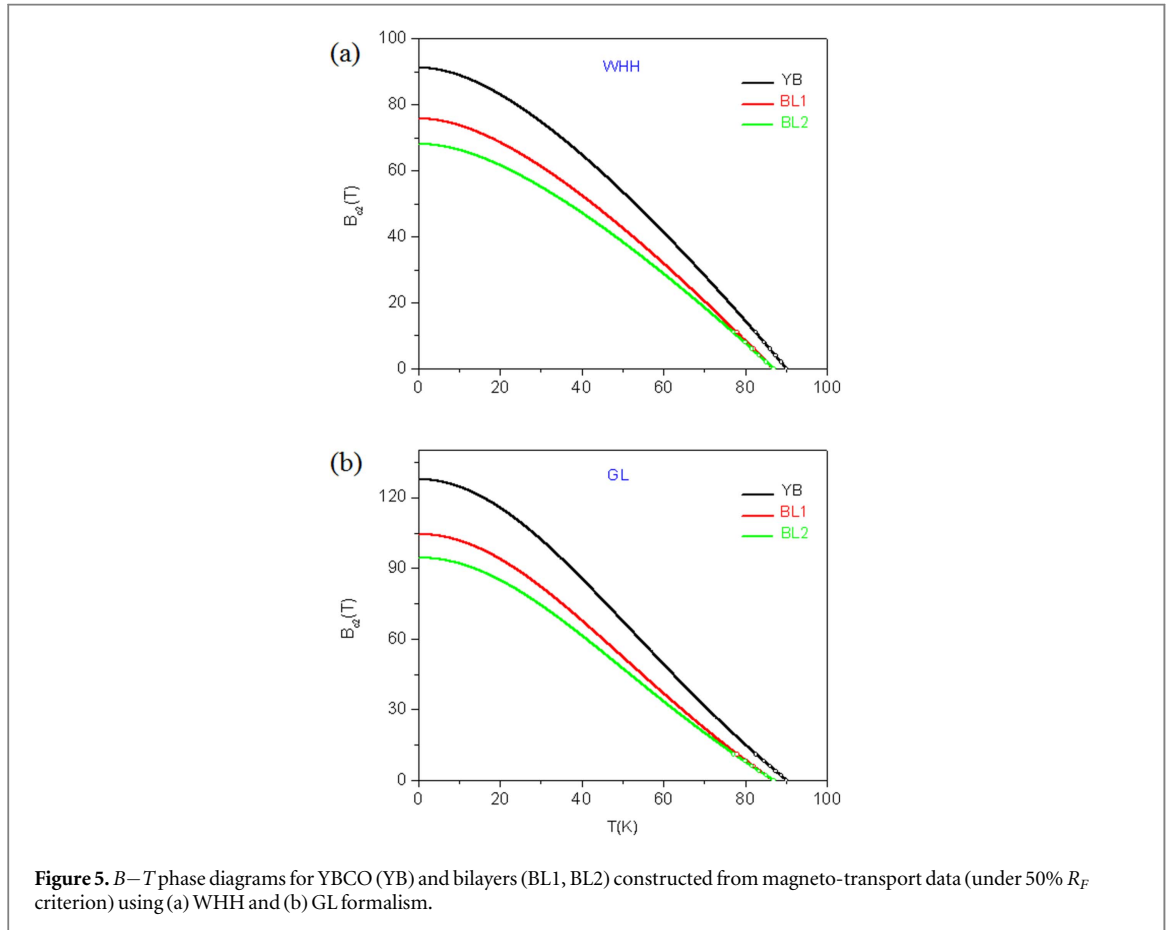 (a)
WHH
YB
BL1
BL2
100
80
60
40
20
0
B_c2(T)
0 20 40 60 80 100
(b)
GL
YB
BL1
BL2
120
90
60
30
0
B_c2(T)
0 20 40 60 80 100
T(K)
Figure 5. B−T phase diagrams for YBCO (YB) and bilayers (BL1, BL2) constructed from magneto-transport data (under 50% R_F
criterion) using (a) WHH and (b) GL formalism.